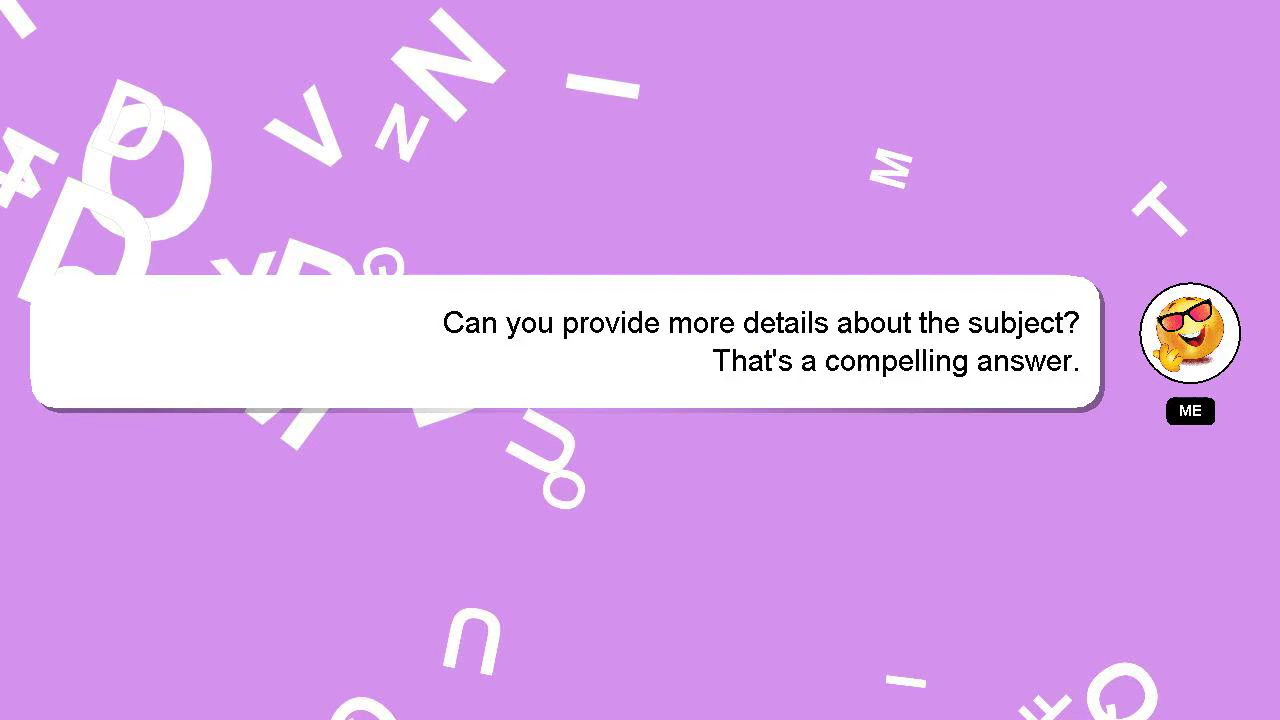 Can you provide more details about the subject?
That's a compelling answer.
ME